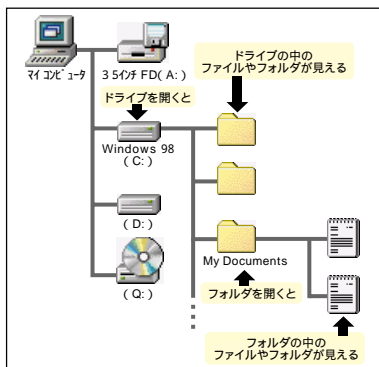 マイ コンピュータ
3.5インチ FD( A: )
ドライブを開くと
ドライブの中の
ファイルやフォルダが見える
Windows 98
( C: )
( D: )
My Documents
( Q: )
フォルダを開くと
フォルダの中の
ファイルやフォルダが見える